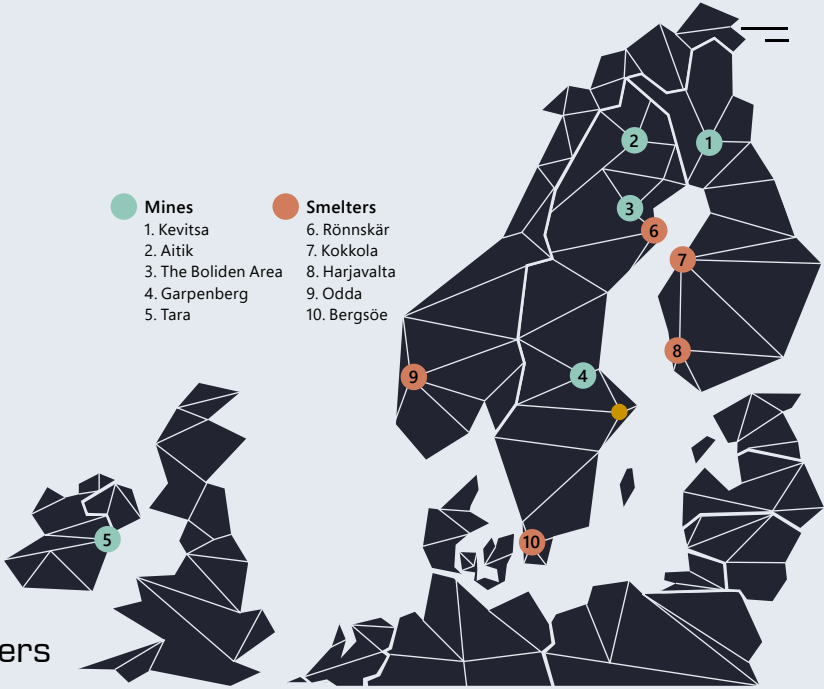 Mines
1. Kevitsa
2. Aitik
3. The Boliden Area
4. Garpenberg
5. Tara
Smelters
6. Rönnskär
7. Kokkola
8. Harjavalta
9. Odda
10. Bergsöe
1
2
3
6
7
8
9
4
10
5
ers